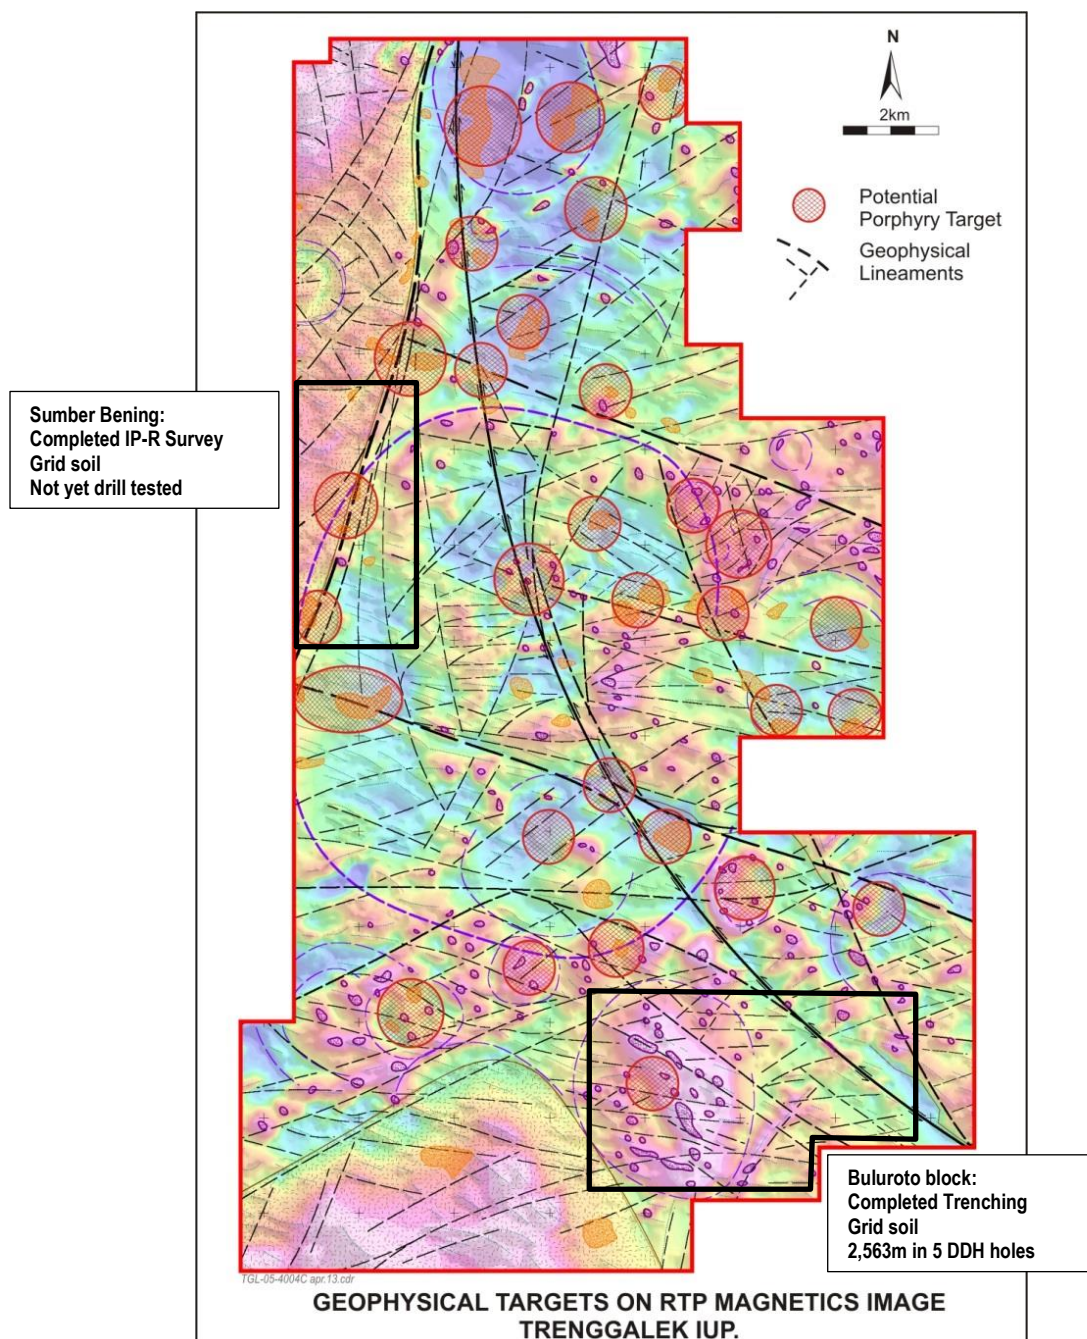 N
2km
Potential
Porphyry Target
Geophysical
Lineaments
Sumber Bening:
Completed IP-R Survey
Grid soil
Not yet drill tested
Buluroto block:
Completed Trenching
Grid soil
2,563m in 5 DDH holes
TGL-05-4004C apr.13.cdr
GEOPHYSICAL TARGETS ON RTP MAGNETICS IMAGE
TRENGGALEK IUP.